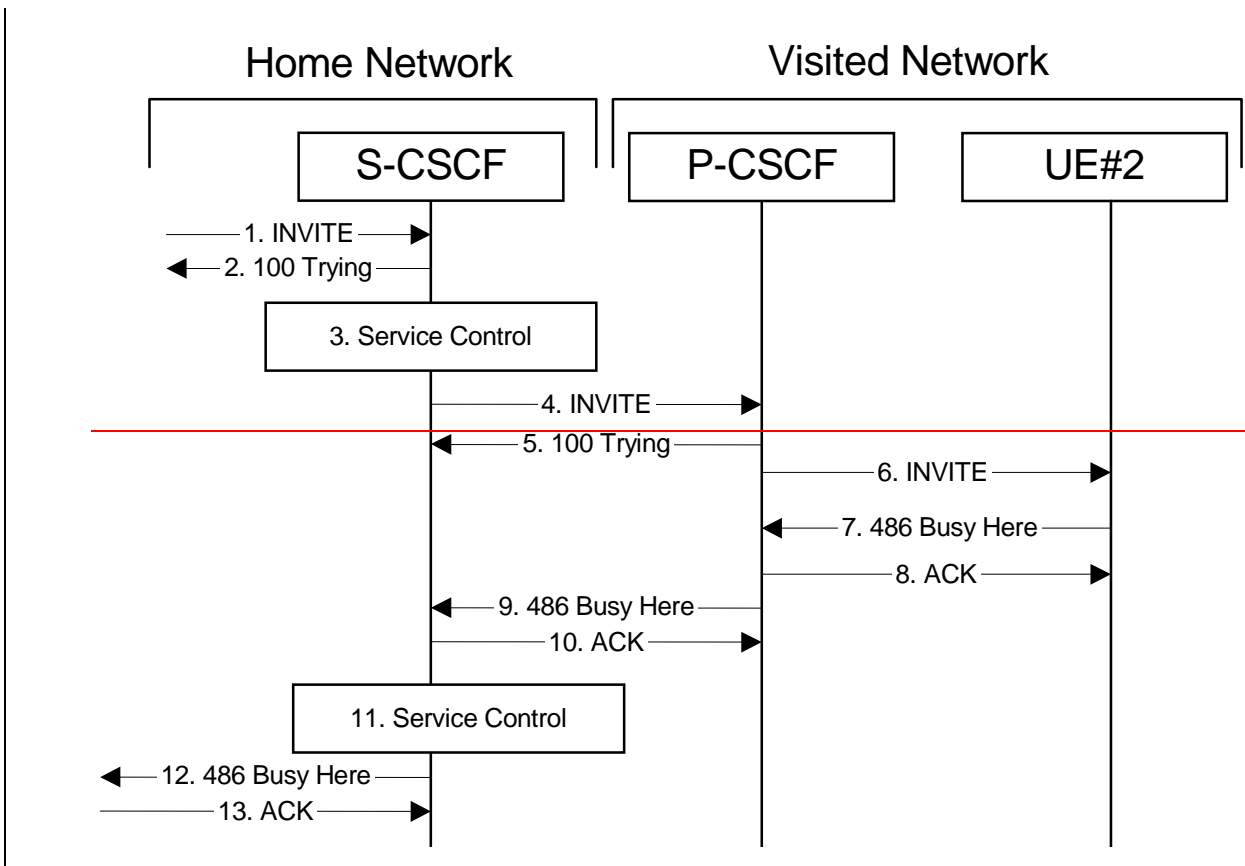 Home Network
Visited Network
S-CSCF
P-CSCF
UE#2
1. INVITE
2. 100 Trying
3. Service Control
4. INVITE
5. 100 Trying
6. INVITE
7. 486 Busy Here
8. ACK
9. 486 Busy Here
10. ACK
11. Service Control
12. 486 Busy Here
13. ACK